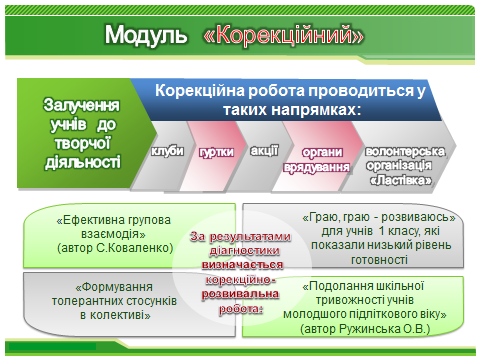 Модуль «Корекційний»
Залучення
учнів до
творчої
діяльності
Корекційна робота проводиться у
таких напрямках:
клуби
гуртки
акції
органи
врядування
волонтерська
організація
«Ластівка»
«Ефективна групова
взаємодія»
(автор С.Коваленко)
«Граю, граю - розвиваюсь»
для учнів 1 класу, які
показали низький рівень
готовності
За результатами
діагностики
визначається
корекційно-
розвивальна
робота:
«Формування
толерантних стосунків
в колективі»
«Подолання шкільної
тривожності учнів
молодшого підліткового віку»
(автор Ружинська О.В.)